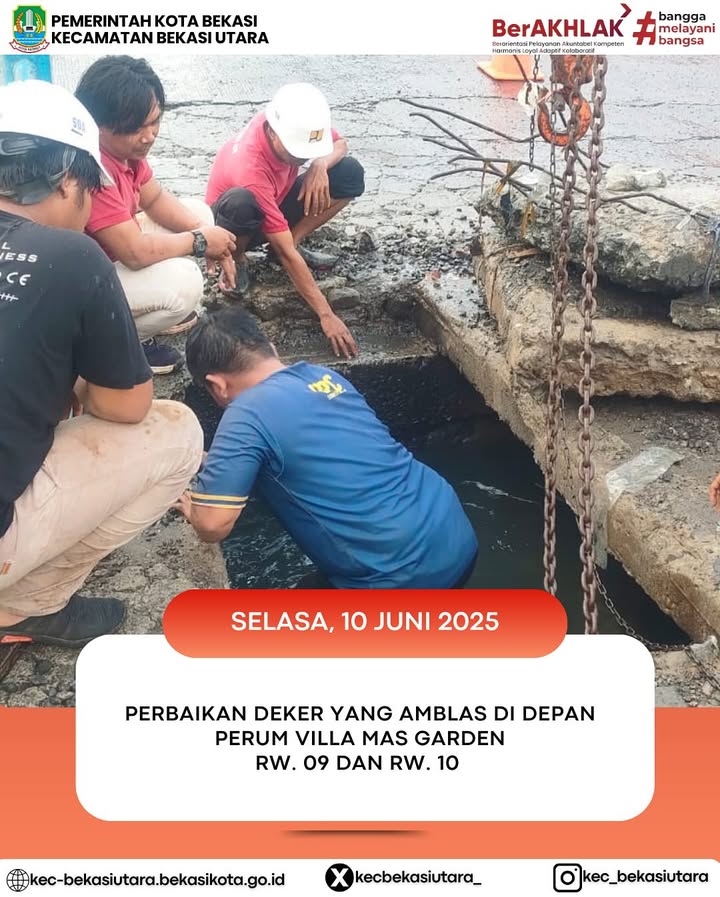 PEMERINTAH KOTA BEKASI
KECAMATAN BEKASI UTARA
BerAKHLAK
Berorientasi Pelayanan Akuntabel Kompeten
Harmonis Loyal Adaptif Kolaboratif
# bangga
melayani
bangsa
SELASA, 10 JUNI 2025
PERBAIKAN DEKER YANG AMBLAS DI DEPAN
PERUM VILLA MAS GARDEN
RW. 09 DAN RW. 10
kec-bekasiutara.bekasikota.go.id
kecbekasiutara_
kec_bekasiutara